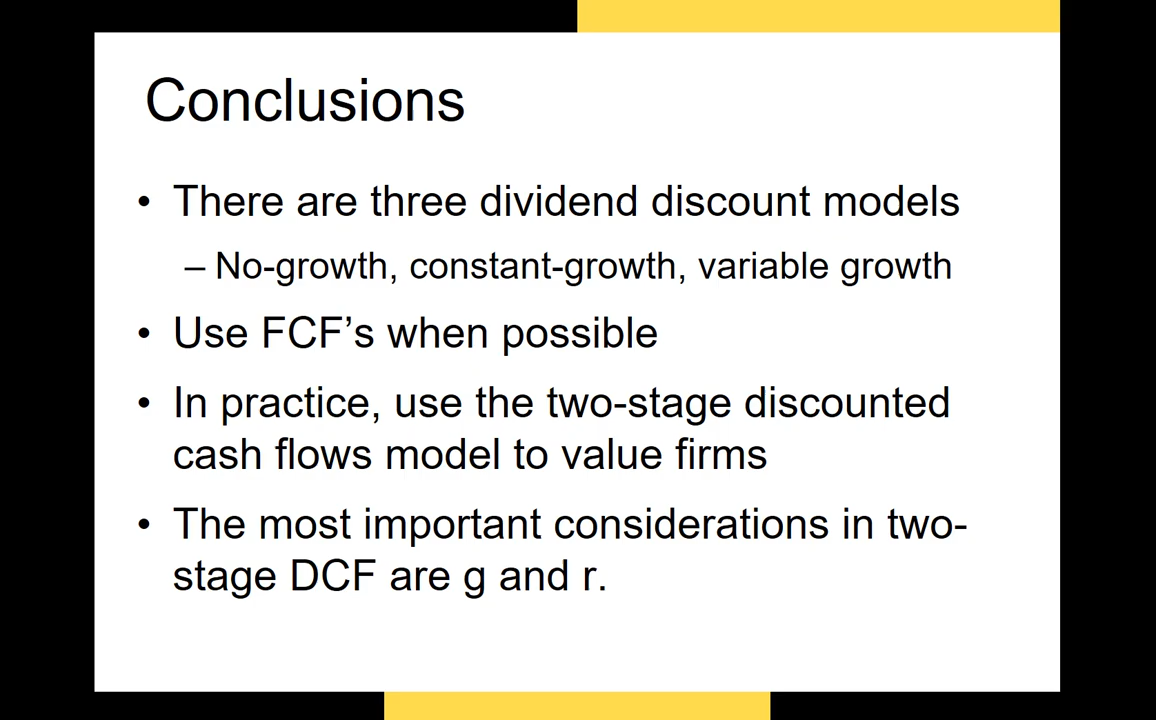 Conclusions
• There are three dividend discount models
– No-growth, constant-growth, variable growth
• Use FCF’s when possible
• In practice, use the two-stage discounted
cash flows model to value firms
• The most important considerations in two-
stage DCF are g and r.